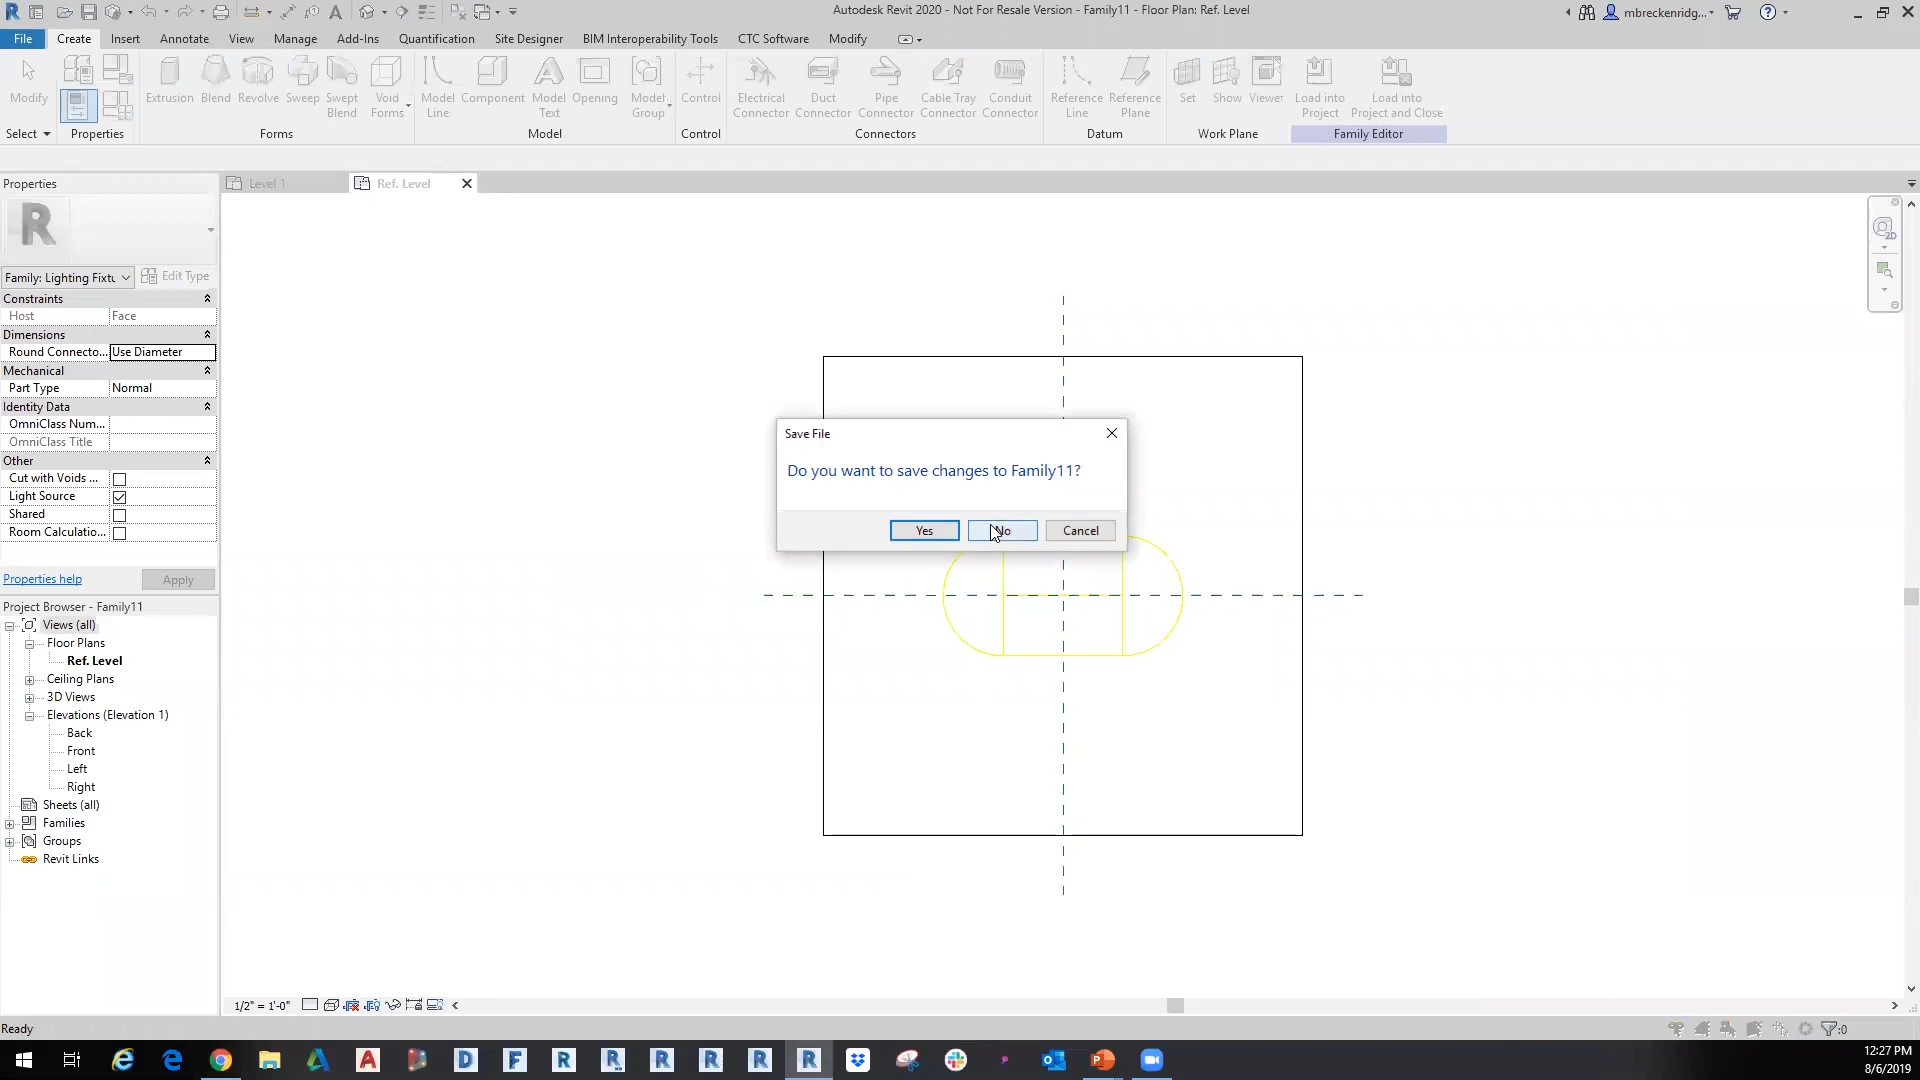 Autodesk Revit 2020 - Not For Resale Version - Family11 - Floor Plan: Ref. Level
mbreckenridg...
File Create Insert Annotate View Manage Add-Ins Quantification Site Designer BIM Interoperability Tools CTC Software Modify
Modify
Extrusion Blend Revolve Sweep Swept Blend Void Forms
Model Line Component Model Text Opening Model Group
Control
Electrical Connector Duct Connector Pipe Connector Cable Tray Connector Conduit Connector
Reference Line Reference Plane
Set Show Viewer
Load into Project Load into Project and Close
Select Properties Forms Model Control Connectors Datum Work Plane Family Editor
Properties
Level 1
Ref. Level
R
Family: Lighting Fixtu
Edit Type
Constraints
Host Face
Dimensions
Round Connecto... Use Diameter
Mechanical
Part Type Normal
Identity Data
OmniClass Num...
OmniClass Title
Other
Cut with Voids ...
Light Source
Shared
Room Calculatio...
Properties help
Apply
Project Browser - Family11
Views (all)
Floor Plans
Ref. Level
Ceiling Plans
3D Views
Elevations (Elevation 1)
Back
Front
Left
Right
Sheets (all)
Families
Groups
Revit Links
Save File
Do you want to save changes to Family11?
Yes
No
Cancel
2D
1/2" = 1'-0"
Ready
:0
12:27 PM
8/6/2019